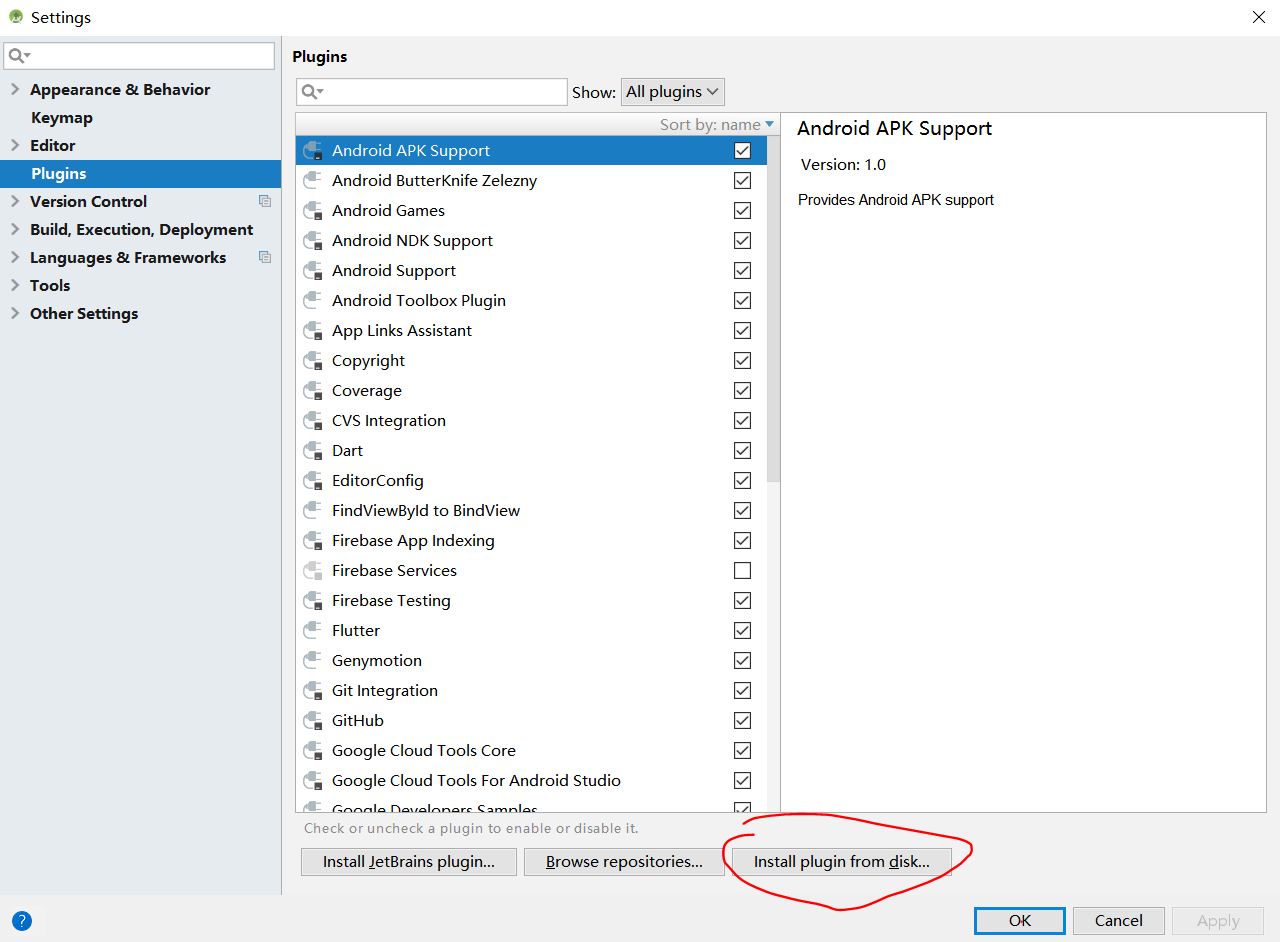 Settings
Appearance & Behavior
Keymap
Editor
Plugins
Version Control
Build, Execution, Deployment
Languages & Frameworks
Tools
Other Settings
Plugins
Show: All plugins
Sort by: name
Android APK Support
Android ButterKnife Zelezny
Android Games
Android NDK Support
Android Support
Android Toolbox Plugin
App Links Assistant
Copyright
Coverage
CVS Integration
Dart
EditorConfig
FindViewById to BindView
Firebase App Indexing
Firebase Services
Firebase Testing
Flutter
Genymotion
Git Integration
GitHub
Google Cloud Tools Core
Google Cloud Tools For Android Studio
Google Developers Samples
Android APK Support
Version: 1.0
Provides Android APK support
Check or uncheck a plugin to enable or disable it.
Install JetBrains plugin... Browse repositories... Install plugin from disk...
? OK Cancel Apply